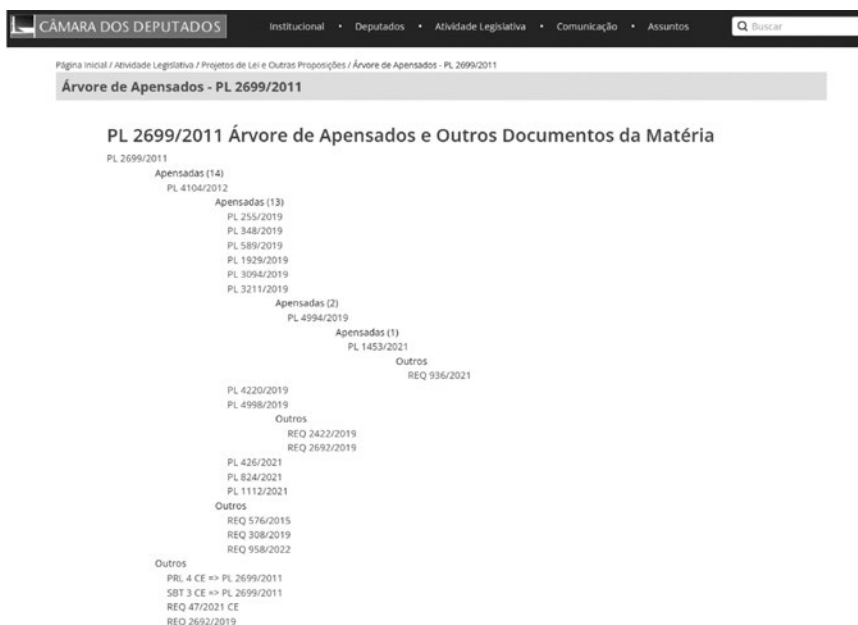 CÂMARA DOS DEPUTADOS
Institucional • Deputados • Atividade Legislativa • Comunicação • Assuntos
Buscar
Página Inicial / Atividade Legislativa / Projetos de Lei e Outras Proposições / Árvore de Apensados - PL 2699/2011
Árvore de Apensados - PL 2699/2011
PL 2699/2011 Árvore de Apensados e Outros Documentos da Matéria
PL 2699/2011
Apensadas (14)
PL 4104/2012
Apensadas (13)
PL 255/2019
PL 348/2019
PL 589/2019
PL 1929/2019
PL 3094/2019
PL 3211/2019
Apensadas (2)
PL 4994/2019
Apensadas (1)
PL 1453/2021
Outros
REQ 936/2021
PL 4220/2019
PL 4998/2019
Outros
REQ 2422/2019
REQ 2692/2019
PL 426/2021
PL 824/2021
PL 1112/2021
Outros
REQ 576/2015
REQ 308/2019
REQ 958/2022
Outros
PRL 4 CE => PL 2699/2011
SBT 3 CE => PL 2699/2011
REQ 47/2021 CE
REQ 2692/2019